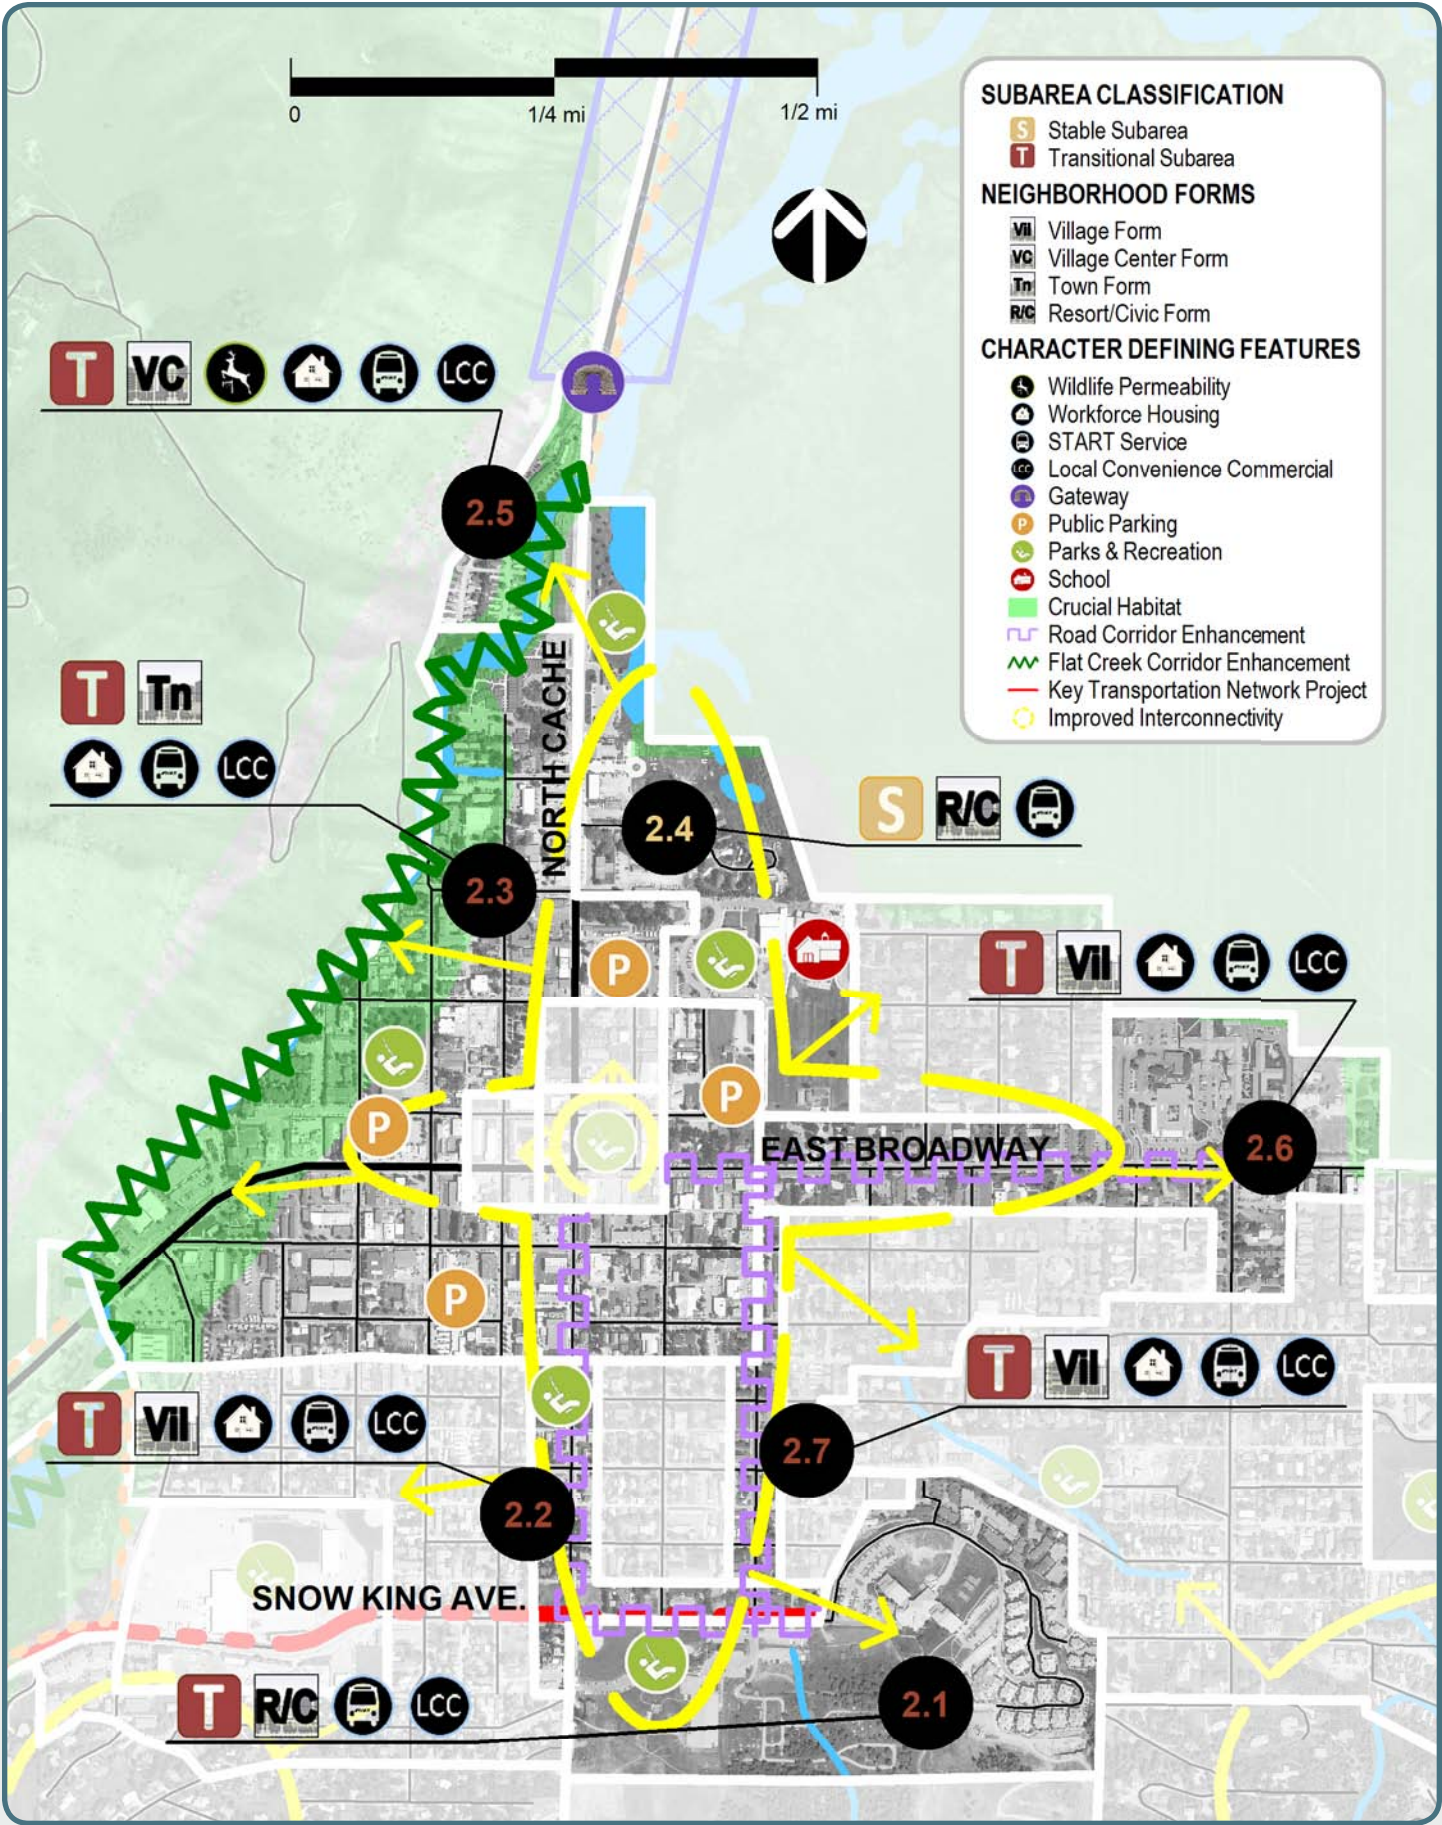 0
1/4 mi
1/2 mi
SUBAREA CLASSIFICATION
S Stable Subarea
T Transitional Subarea
NEIGHBORHOOD FORMS
Vil Village Form
VC Village Center Form
Tn Town Form
R/C Resort/Civic Form
CHARACTER DEFINING FEATURES
Wildlife Permeability
Workforce Housing
START Service
LCC Local Convenience Commercial
Gateway
P Public Parking
Parks & Recreation
School
Crucial Habitat
Road Corridor Enhancement
Flat Creek Corridor Enhancement
Key Transportation Network Project
Improved Interconnectivity
T VC LCC
2.5
T Tn
LCC
NORTH CACHE
2.4
S R/C
2.3
P
T Vil LCC
P
P
EAST BROADWAY
2.6
P
T Vil LCC
T Vil LCC
2.7
2.2
SNOW KING AVE.
T R/C LCC
2.1